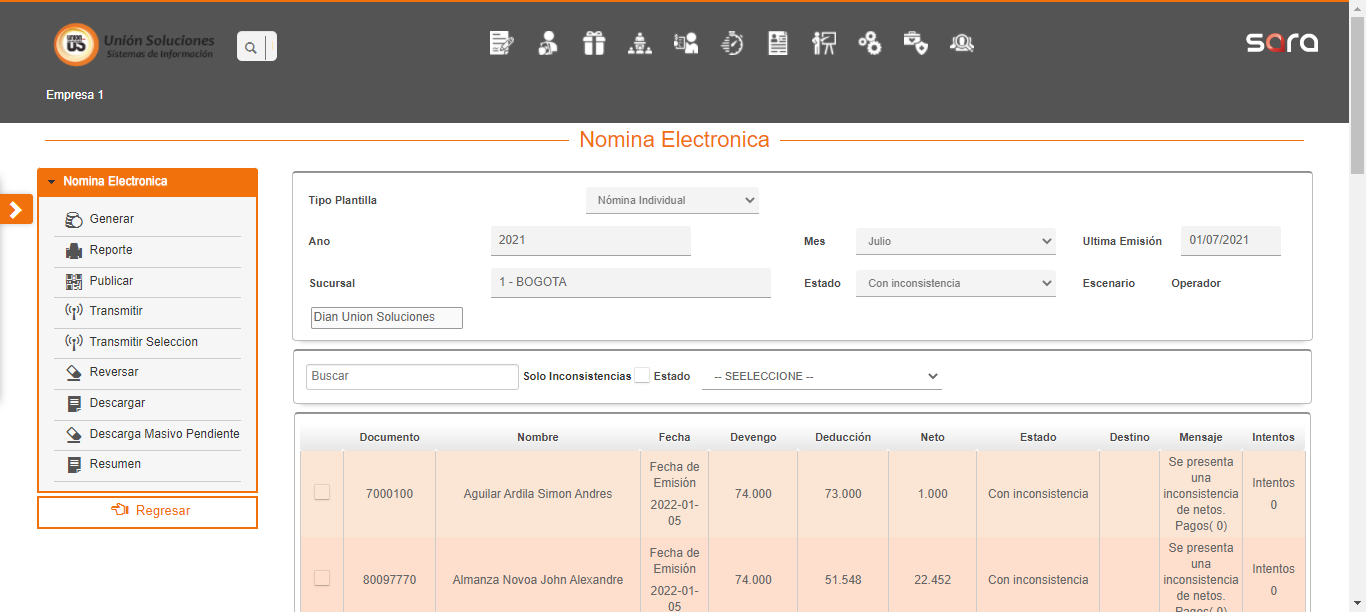 union...
os
Unión Soluciones
Sistemas de Información
sora
Empresa 1
Nomina Electronica
Nomina Electronica
Generar
Reporte
Publicar
Transmitir
Transmitir Seleccion
Reversar
Descargar
Descarga Masivo Pendiente
Resumen
Regresar
Tipo Plantilla Nómina Individual
Ano 2021 Mes Julio Ultima Emisión 01/07/2021
Sucursal 1 - BOGOTA Estado Con inconsistencia Escenario Operador
Dian Union Soluciones
Buscar Solo Inconsistencias Estado -- SEELECCIONE --
Documento Nombre Fecha Devengo Deducción Neto Estado Destino Mensaje Intentos
7000100 Aguilar Ardila Simon Andres
Fecha de
Emisión
2022-01-
05
74.000 73.000 1.000 Con inconsistencia
Se presenta
una
inconsistencia
de netos.
Pagos( 0)
Intentos
0
80097770 Almanza Novoa John Alexandre
Fecha de
Emisión
2022-01-
05
74.000 51.548 22.452 Con inconsistencia
Se presenta
una
inconsistencia
de netos.
Pagos( 0)
Intentos
0